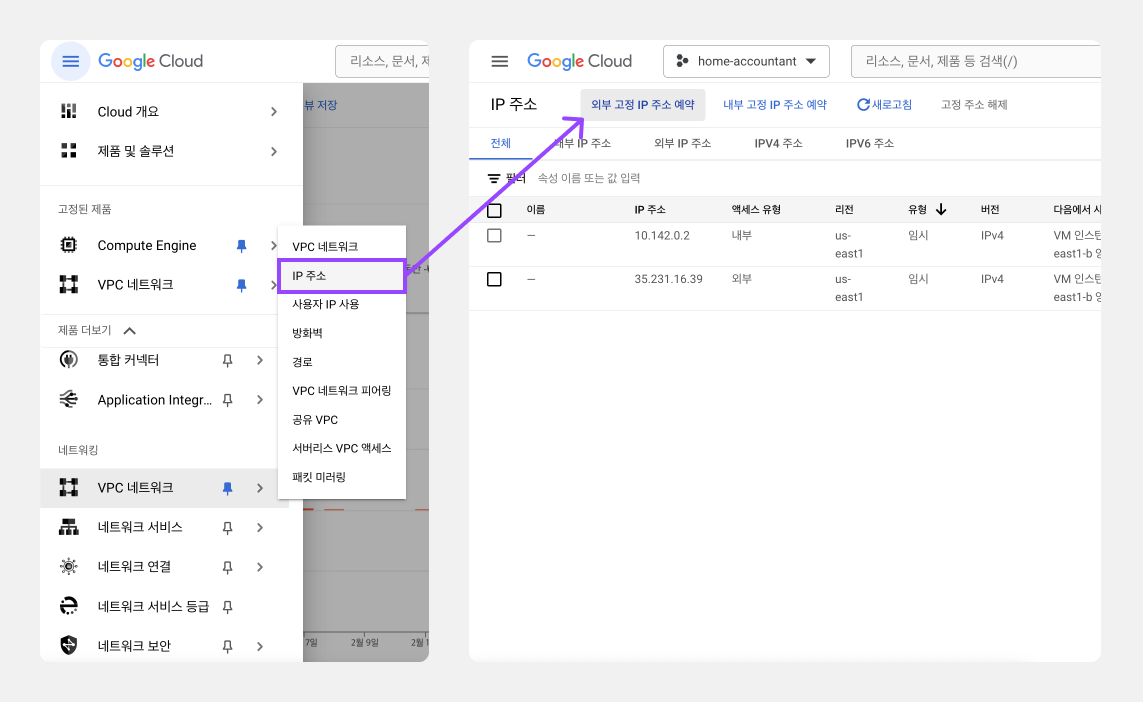 Google Cloud
리소스, 문서,
Cloud 개요
뷰 저장
제품 및 솔루션
고정된 제품
Compute Engine
VPC 네트워크
제품 더보기
통합 커넥터
Application Integr...
네트워킹
VPC 네트워크
네트워크 서비스
네트워크 연결
네트워크 서비스 등급
네트워크 보안
VPC 네트워크
IP 주소
사용자 IP 사용
방화벽
경로
VPC 네트워크 피어링
공유 VPC
서버리스 VPC 액세스
패킷 미러링
7일
2월 9일
2월 1
Google Cloud
home-accountant
리소스, 문서, 제품 등 검색(/)
IP 주소
외부 고정 IP 주소 예약
내부 고정 IP 주소 예약
새로고침
고정 주소 해제
전체
내부 IP 주소
외부 IP 주소
IPV4 주소
IPV6 주소
필터
속성 이름 또는 값 입력
이름 IP 주소 액세스 유형 리전 유형 버전 다음에서 사
– 10.142.0.2 내부 us-east1 임시 IPv4 VM 인스턴
east1-b 영
– 35.231.16.39 외부 us-east1 임시 IPv4 VM 인스턴
east1-b 영